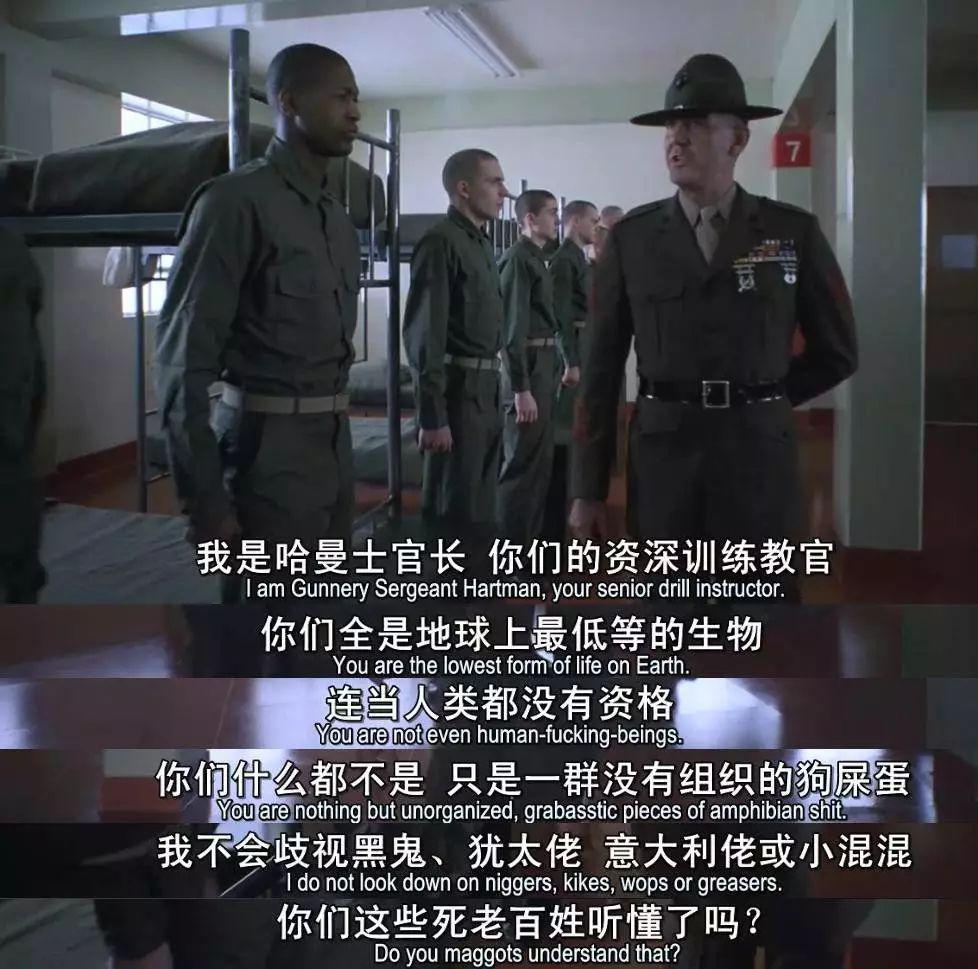 7
我是哈曼士官长 你们的资深训练教官
I am Gunnery Sergeant Hartman, your senior drill instructor.
你们全是地球上最低等的生物
You are the lowest form of life on Earth.
连当人类都没有资格
You are not even human-fucking-beings.
你们什么都不是 只是一群没有组织的狗屎蛋
You are nothing but unorganized, grabasstic pieces of amphibian shit.
我不会歧视黑鬼、犹太佬 意大利佬或小混混
I do not look down on niggers, kikes, wops or greasers.
你们这些死老百姓听懂了吗？
Do you maggots understand that?